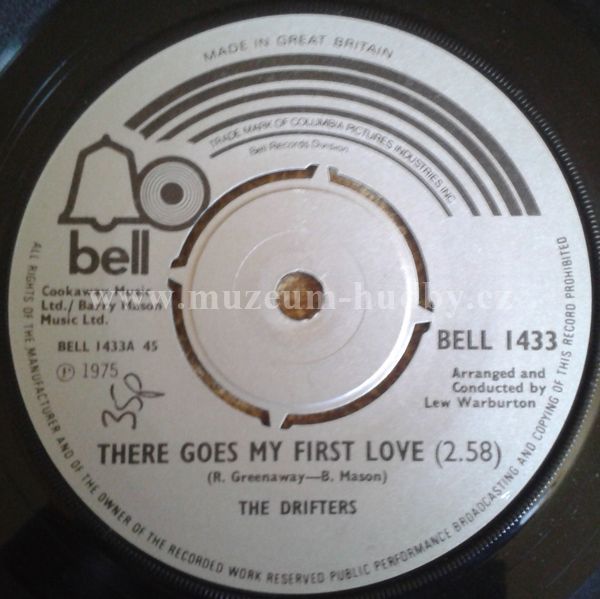 MADE IN GREAT BRITAIN
TRADE MARK OF COLUMBIA PICTURES INDUSTRIES INC
Bell Records Division
bell
www.muzeum-hudby.cz
Cookaway Music
Ltd./ Barry Mason
Music Ltd.
BELL 1433A 45
Ⓟ 1975
358
BELL 1433
Arranged and
Conducted by
Lew Warburton
THERE GOES MY FIRST LOVE (2.58)
(R. Greenaway—B. Mason)
THE DRIFTERS
ALL RIGHTS OF THE MANUFACTURER AND OF THE OWNER OF THE RECORDED WORK RESERVED PUBLIC PERFORMANCE BROADCASTING AND COPYING OF THIS RECORD PROHIBITED